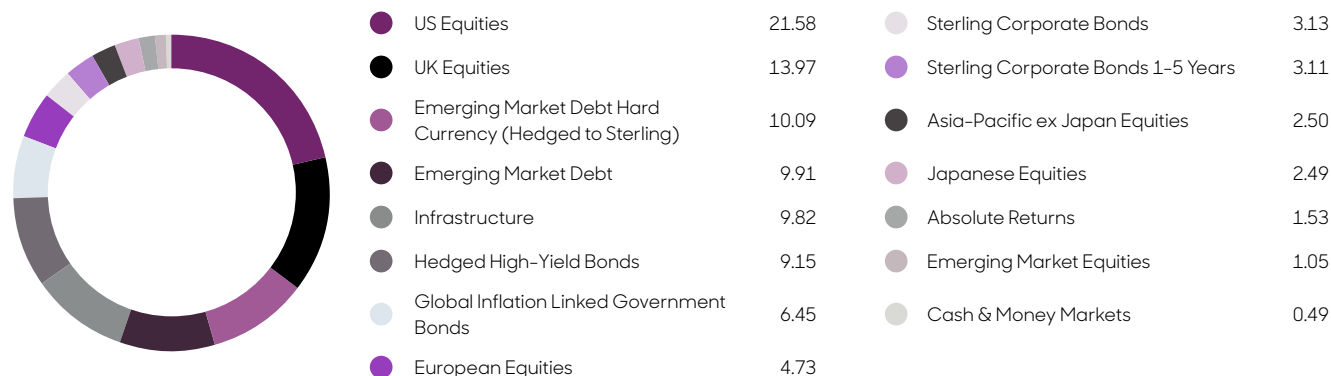 US Equities 21.58
UK Equities 13.97
Emerging Market Debt Hard
Currency (Hedged to Sterling) 10.09
Emerging Market Debt 9.91
Infrastructure 9.82
Hedged High-Yield Bonds 9.15
Global Inflation Linked Government
Bonds 6.45
European Equities 4.73
Sterling Corporate Bonds 3.13
Sterling Corporate Bonds 1-5 Years 3.11
Asia-Pacific ex Japan Equities 2.50
Japanese Equities 2.49
Absolute Returns 1.53
Emerging Market Equities 1.05
Cash & Money Markets 0.49